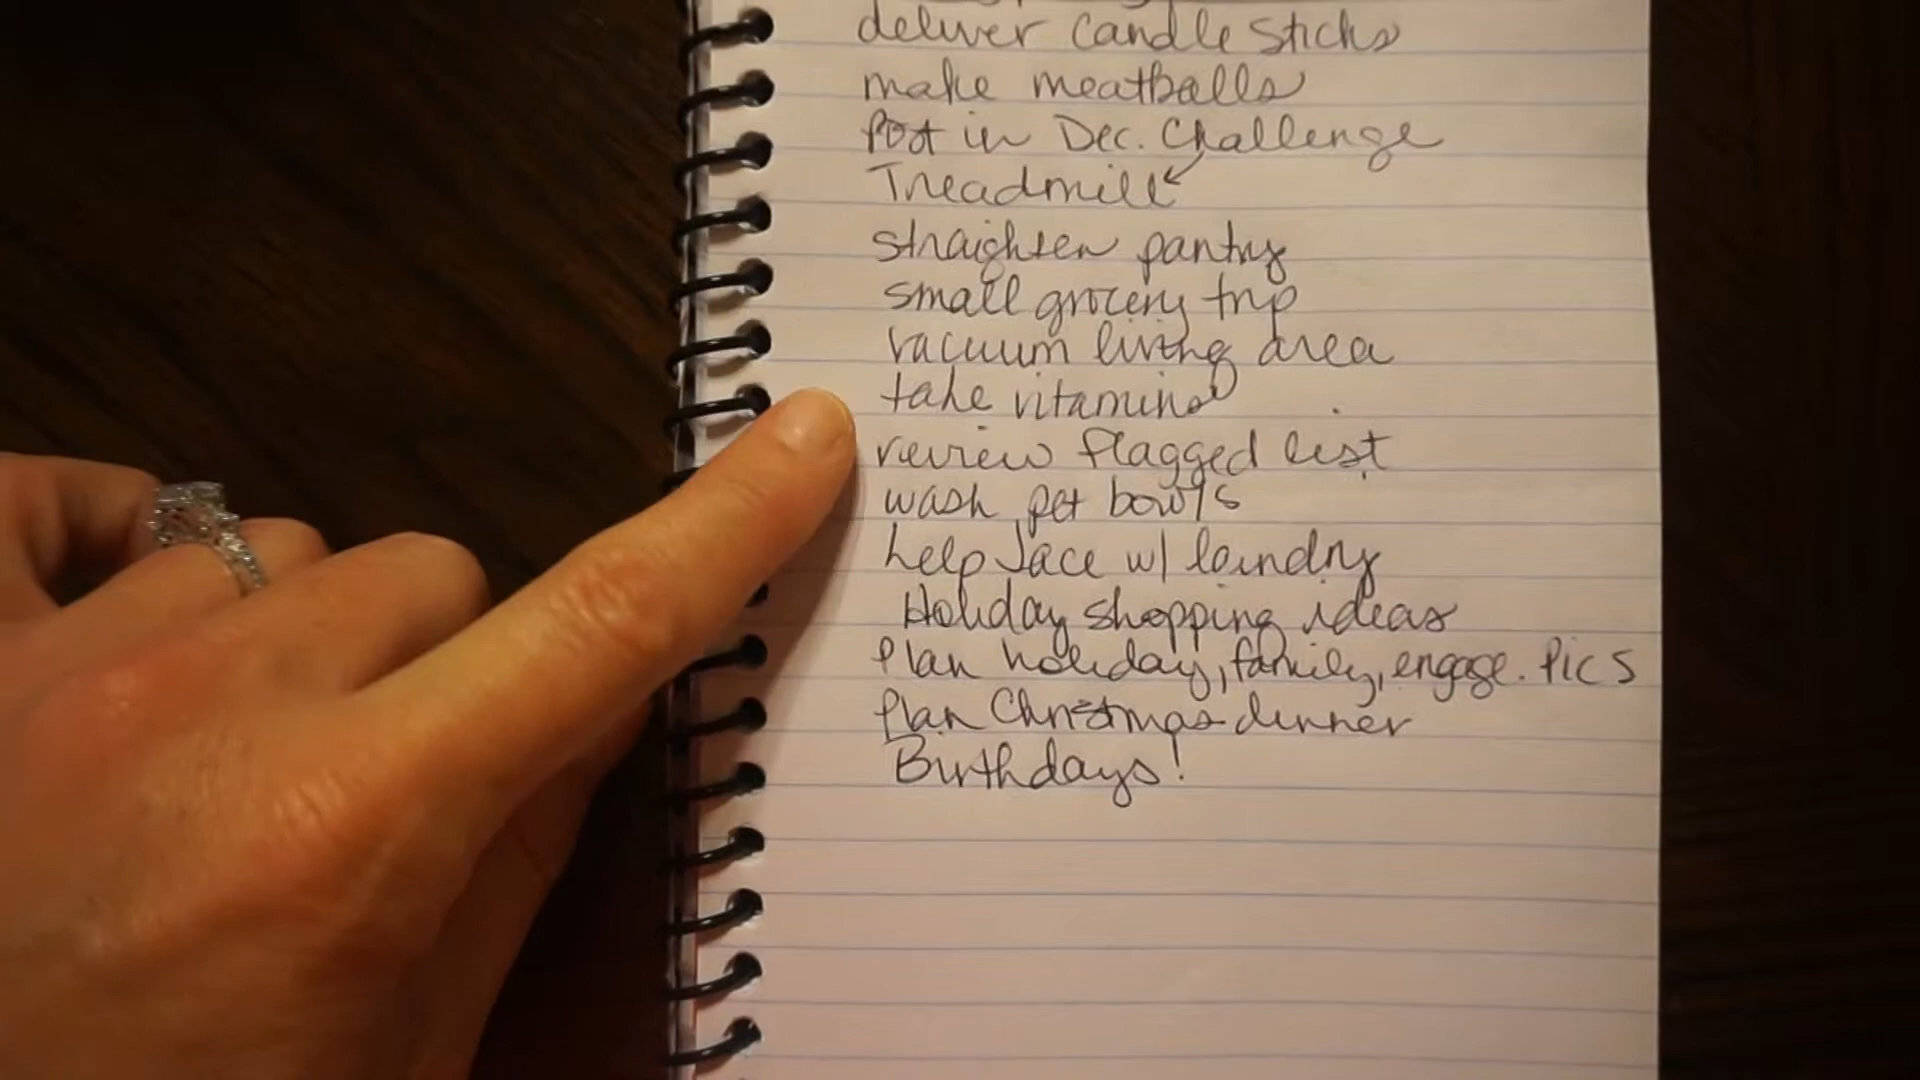 deliver candle sticks
make meatballs
Post in Dec. Challenge
Treadmill
straighten pantry
small grocery trip
vacuum living area
take vitamins
review flagged list
wash pet bowls
help Jace w/ laundry
Holiday shopping ideas
Plan holiday, family, engage. Pics
Plan Christmas dinner
Birthdays!